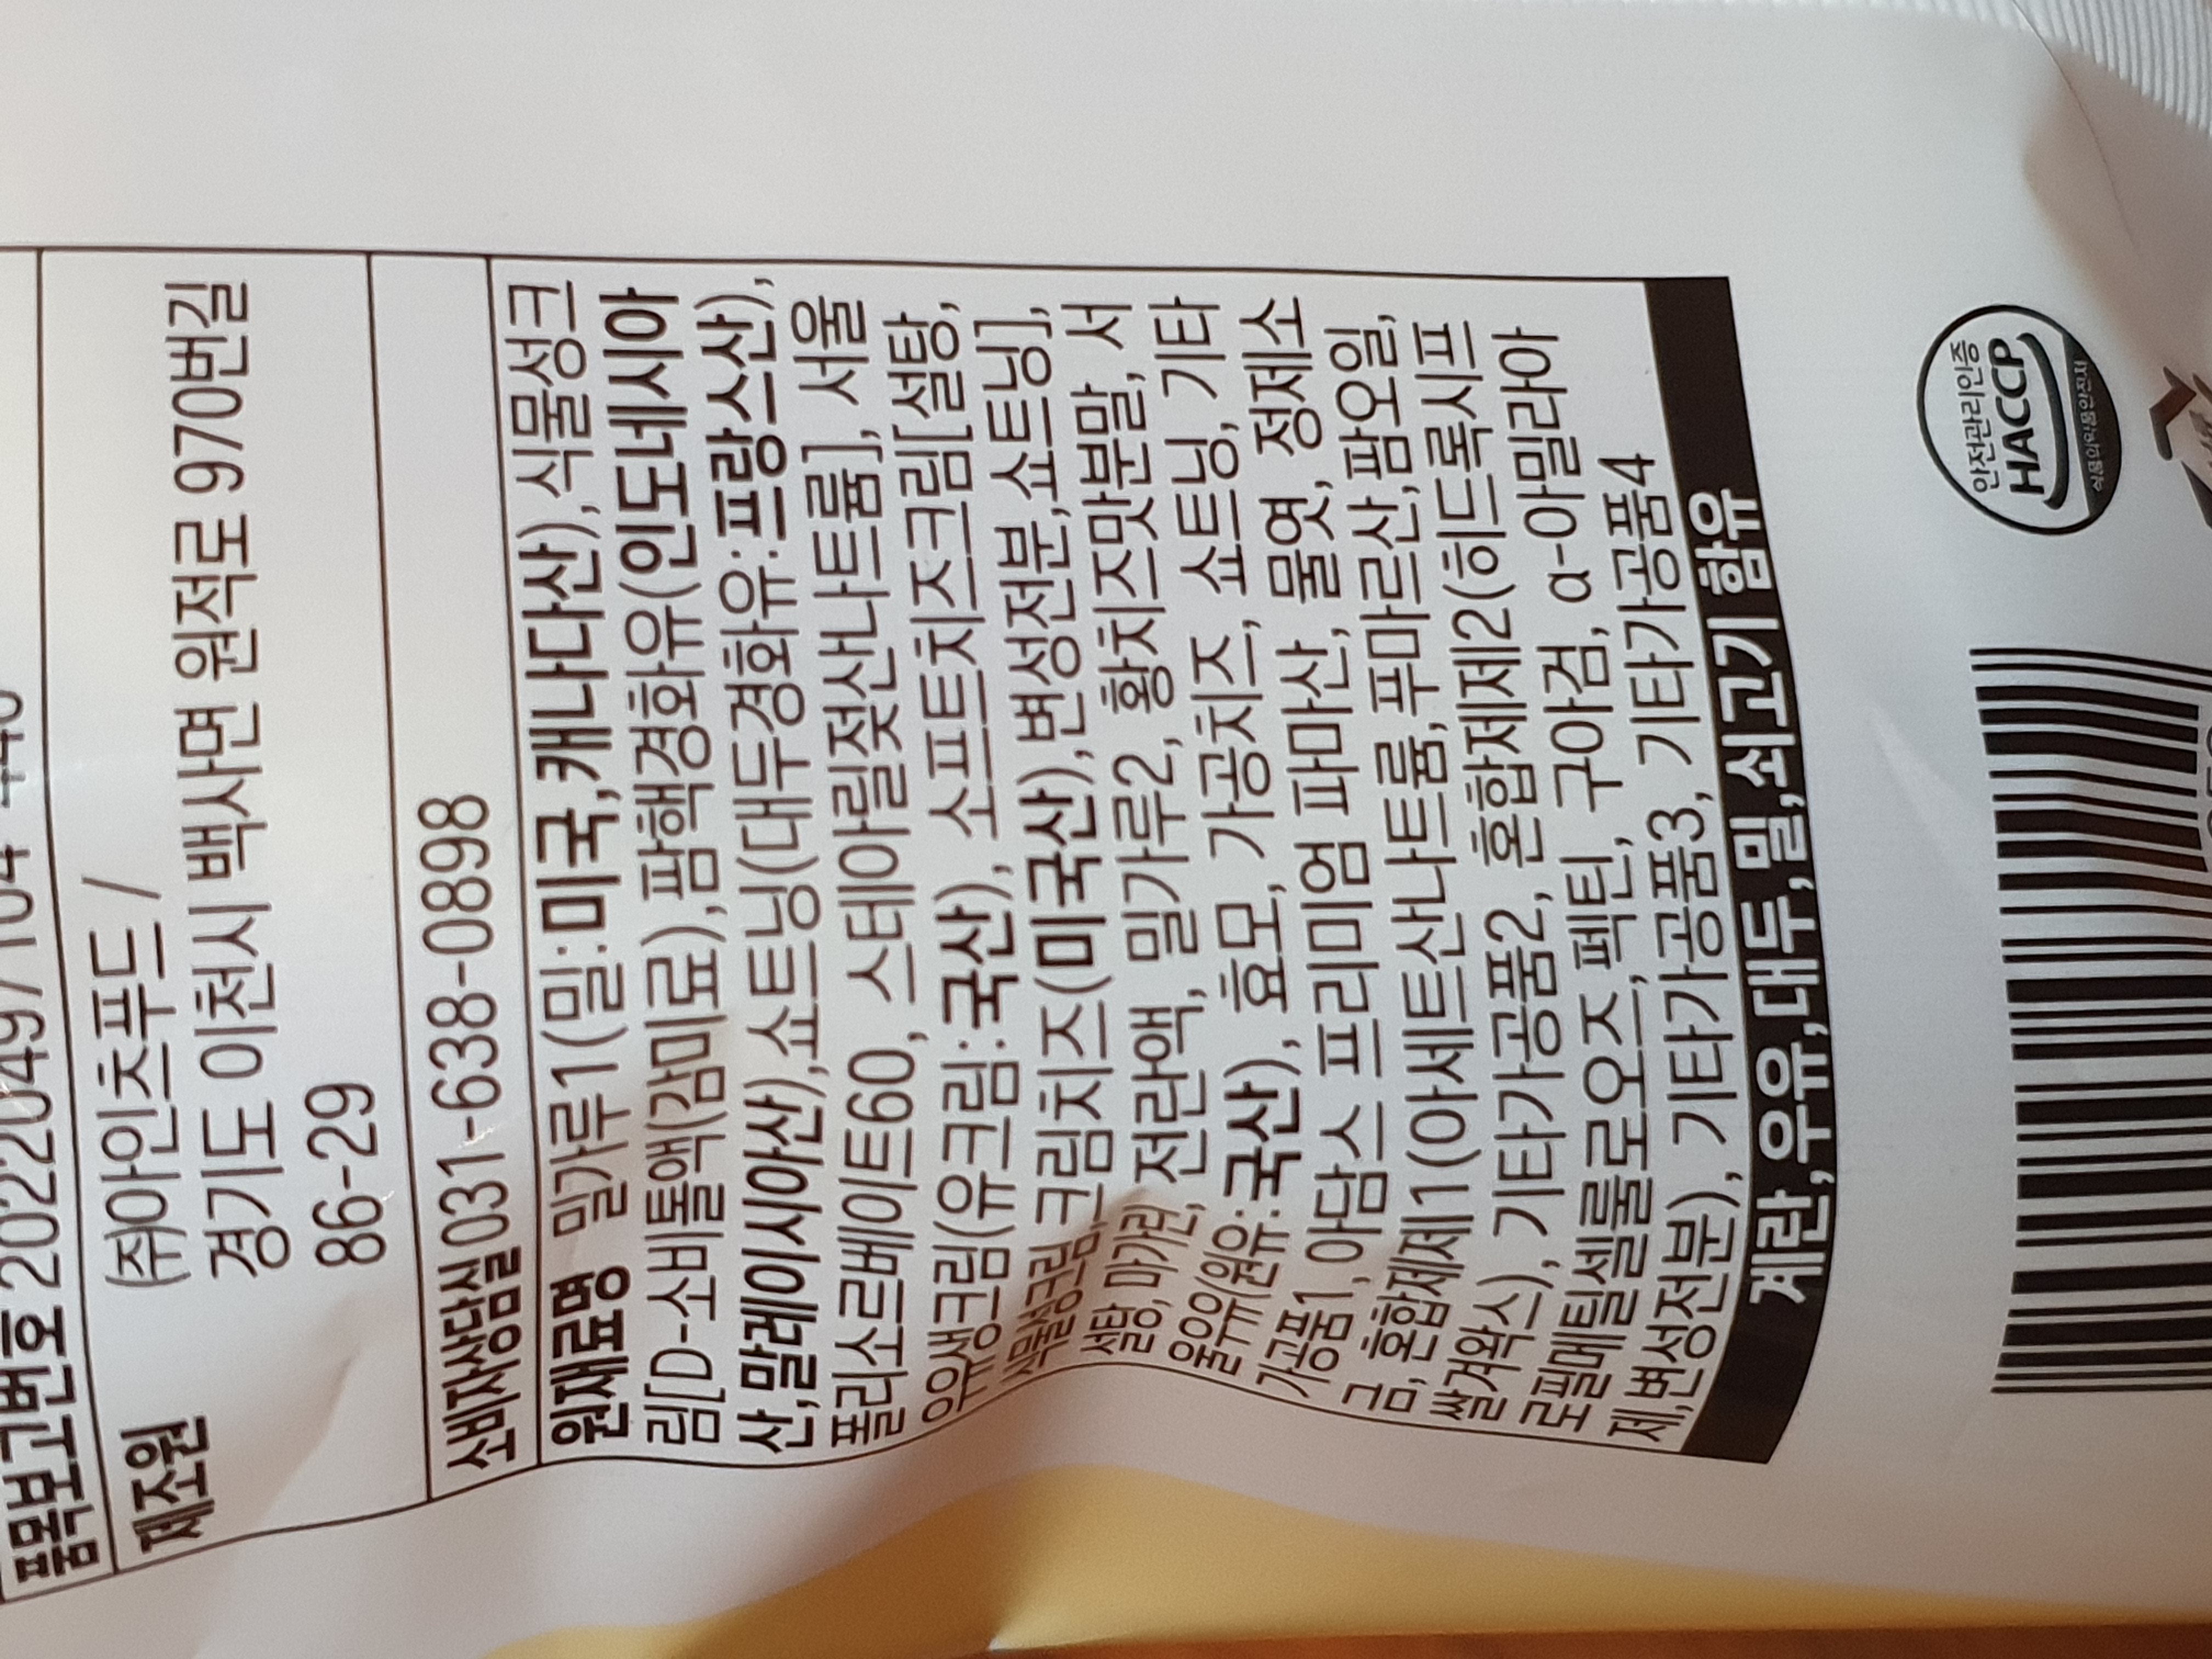 품목보고번호 20220497164
제조원 (주)아인츠푸드 /
경기도 이천시 백사면 원적로 970번길
86-29
소비자상담실 031-638-0898
원재료명 밀가루1(밀:미국,캐나다산),식물성크
림[D-소비톨액(감미료),팜핵경화유(인도네시아
산,말레이시아산),쇼트닝(대두경화유:프랑스산),
폴리소르베이트60, 스테아릴젖산나트륨], 서울
우유생크림(유크림:국산), 소프트치즈크림[설탕,
식물성크림, 크림치즈(미국산),변성전분,쇼트닝],
설탕, 마가린, 전란액, 밀가루2, 황치즈맛분말, 서
울우유(원유:국산), 효모, 가공치즈, 쇼트닝, 기타
가공품1, 아담스 프리미엄 파마산, 물엿, 정제소
금, 혼합제제1(아세트산나트륨,푸마르산,팜오일,
쌀겨왁스), 기타가공품2, 혼합제제2(히드록시프
로필메틸셀룰로오스,펙틴, 구아검, α-아밀라아
제,변성전분), 기타가공품3, 기타가공품4
계란,우유,대두,밀,쇠고기 함유
안전관리인증
HACCP
식품의약품안전처